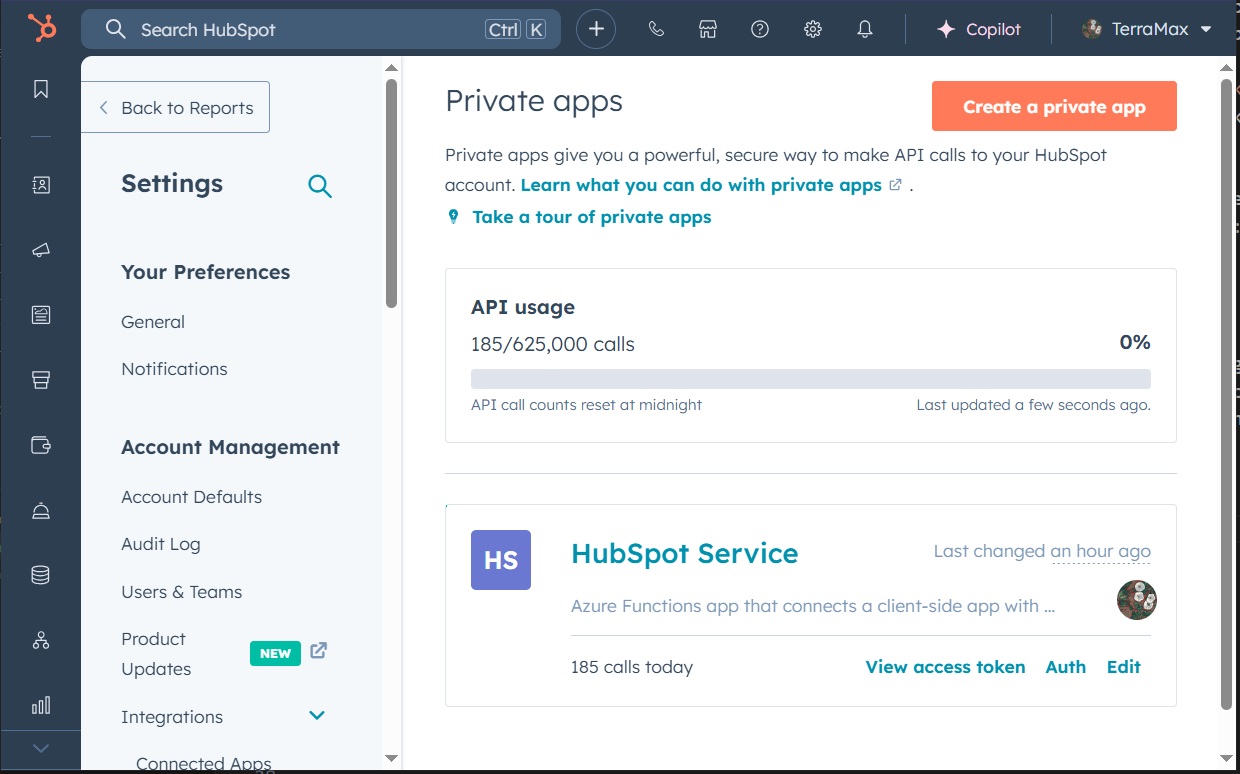 Search HubSpot
Ctrl K
Copilot
TerraMax
Back to Reports
Settings
Your Preferences
General
Notifications
Account Management
Account Defaults
Audit Log
Users & Teams
Product
Updates
NEW
Integrations
Connected Apps
Private apps
Create a private app
Private apps give you a powerful, secure way to make API calls to your HubSpot
account. Learn what you can do with private apps .
Take a tour of private apps
API usage
185/625,000 calls
0%
API call counts reset at midnight
Last updated a few seconds ago.
HS
HubSpot Service
Last changed an hour ago
Azure Functions app that connects a client-side app with ...
185 calls today
View access token
Auth
Edit